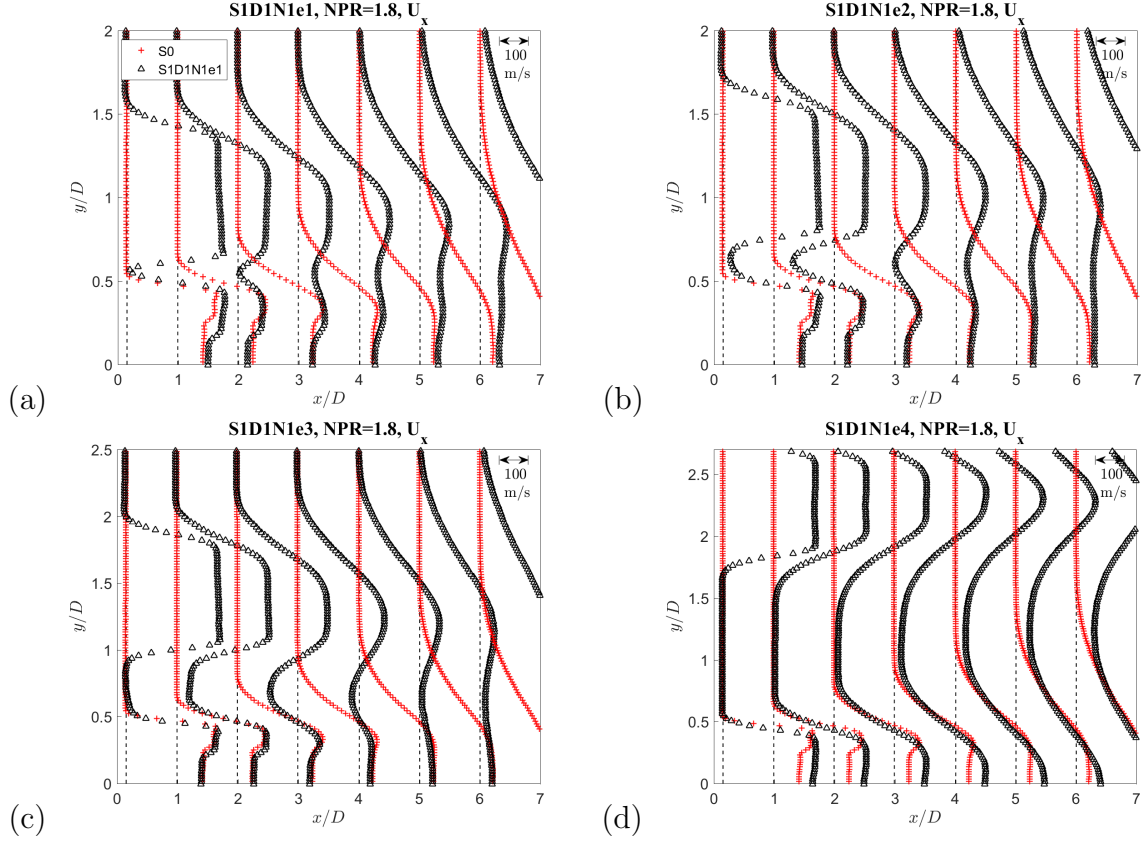 S1D1N1e1, NPR=1.8, U_x
2
1.5
1
0.5
0
y/D
S0
S1D1N1e1
100
m/s
0 1 2 3 4 5 6 7
x/D
(a)
S1D1N1e2, NPR=1.8, U_x
2
1.5
1
0.5
0
y/D
100
m/s
0 1 2 3 4 5 6 7
x/D
(b)
S1D1N1e3, NPR=1.8, U_x
2.5
2
1.5
1
0.5
0
y/D
100
m/s
0 1 2 3 4 5 6 7
x/D
(c)
S1D1N1e4, NPR=1.8, U_x
2.5
2
1.5
1
0.5
0
y/D
100
m/s
0 1 2 3 4 5 6 7
x/D
(d)